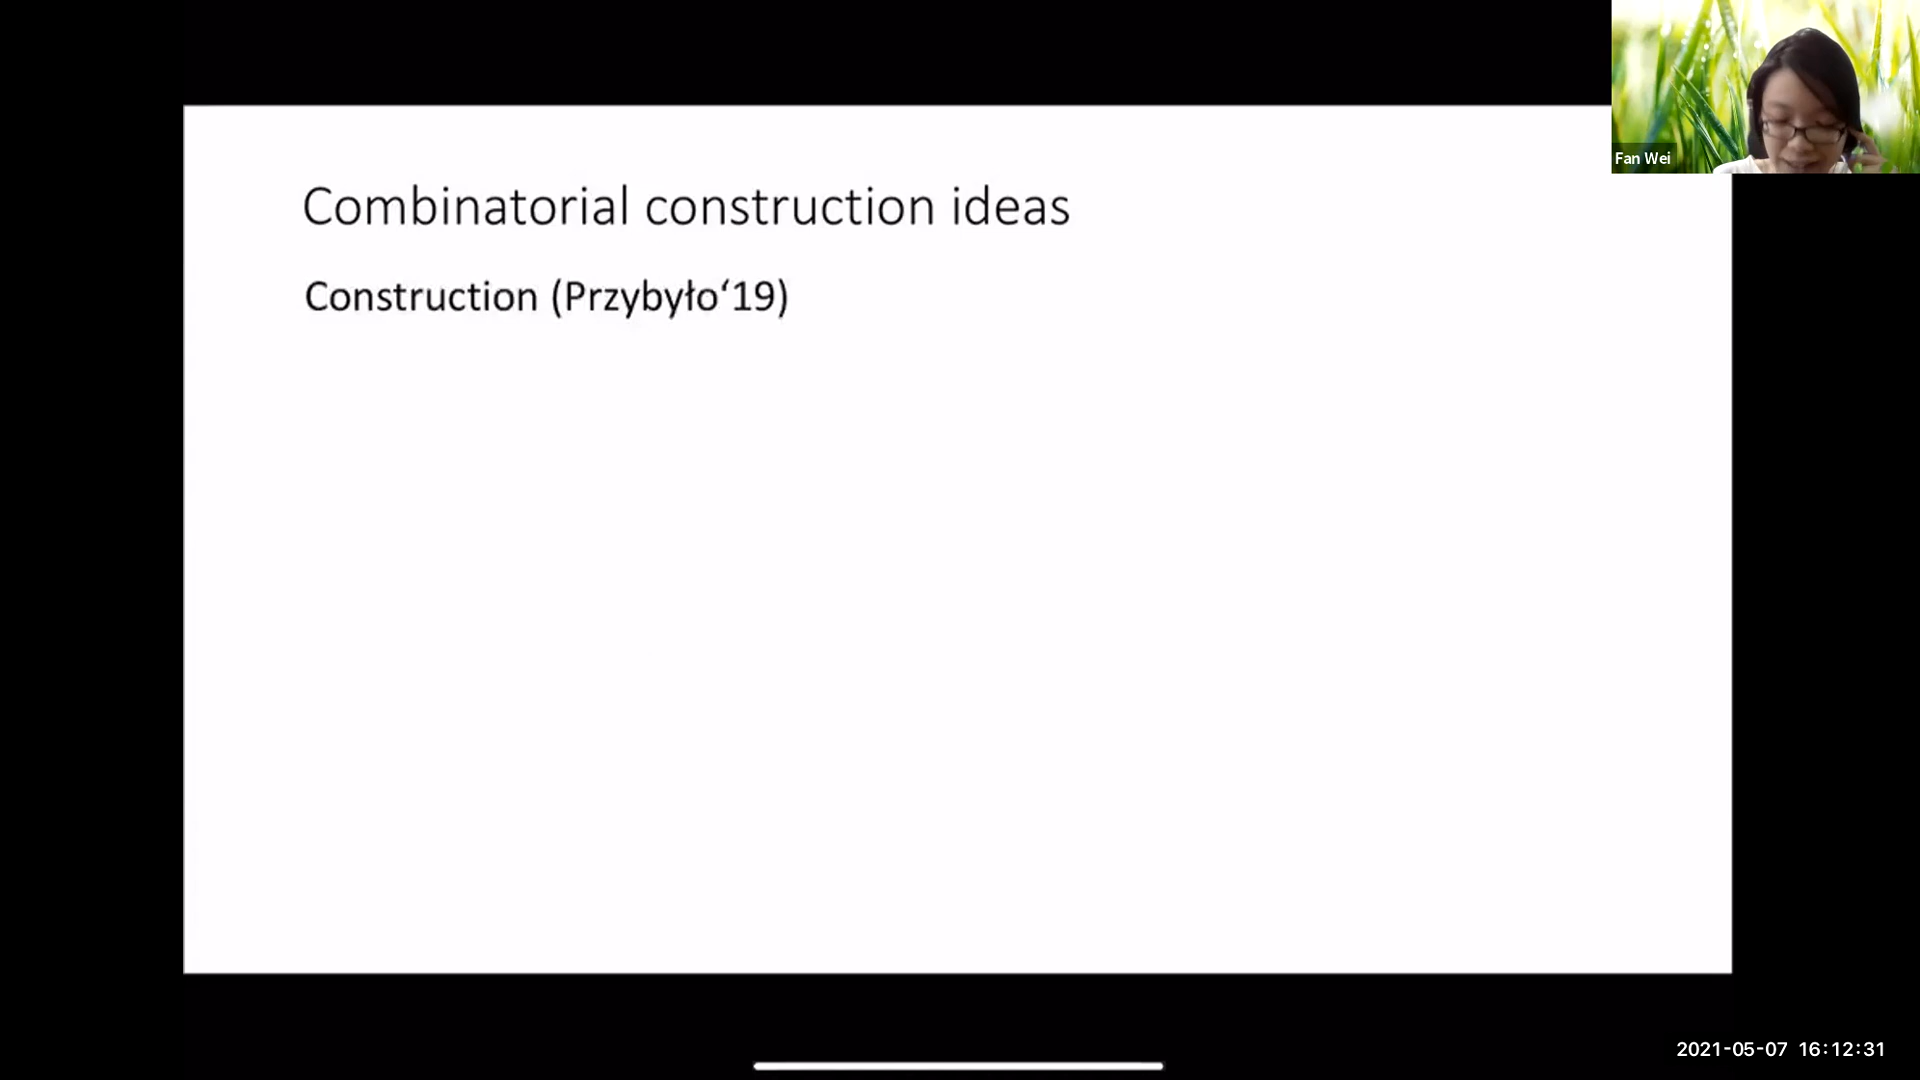 Fan Wei
Combinatorial construction ideas
Construction (Przybyło‘19)
2021-05-07 16:12:31